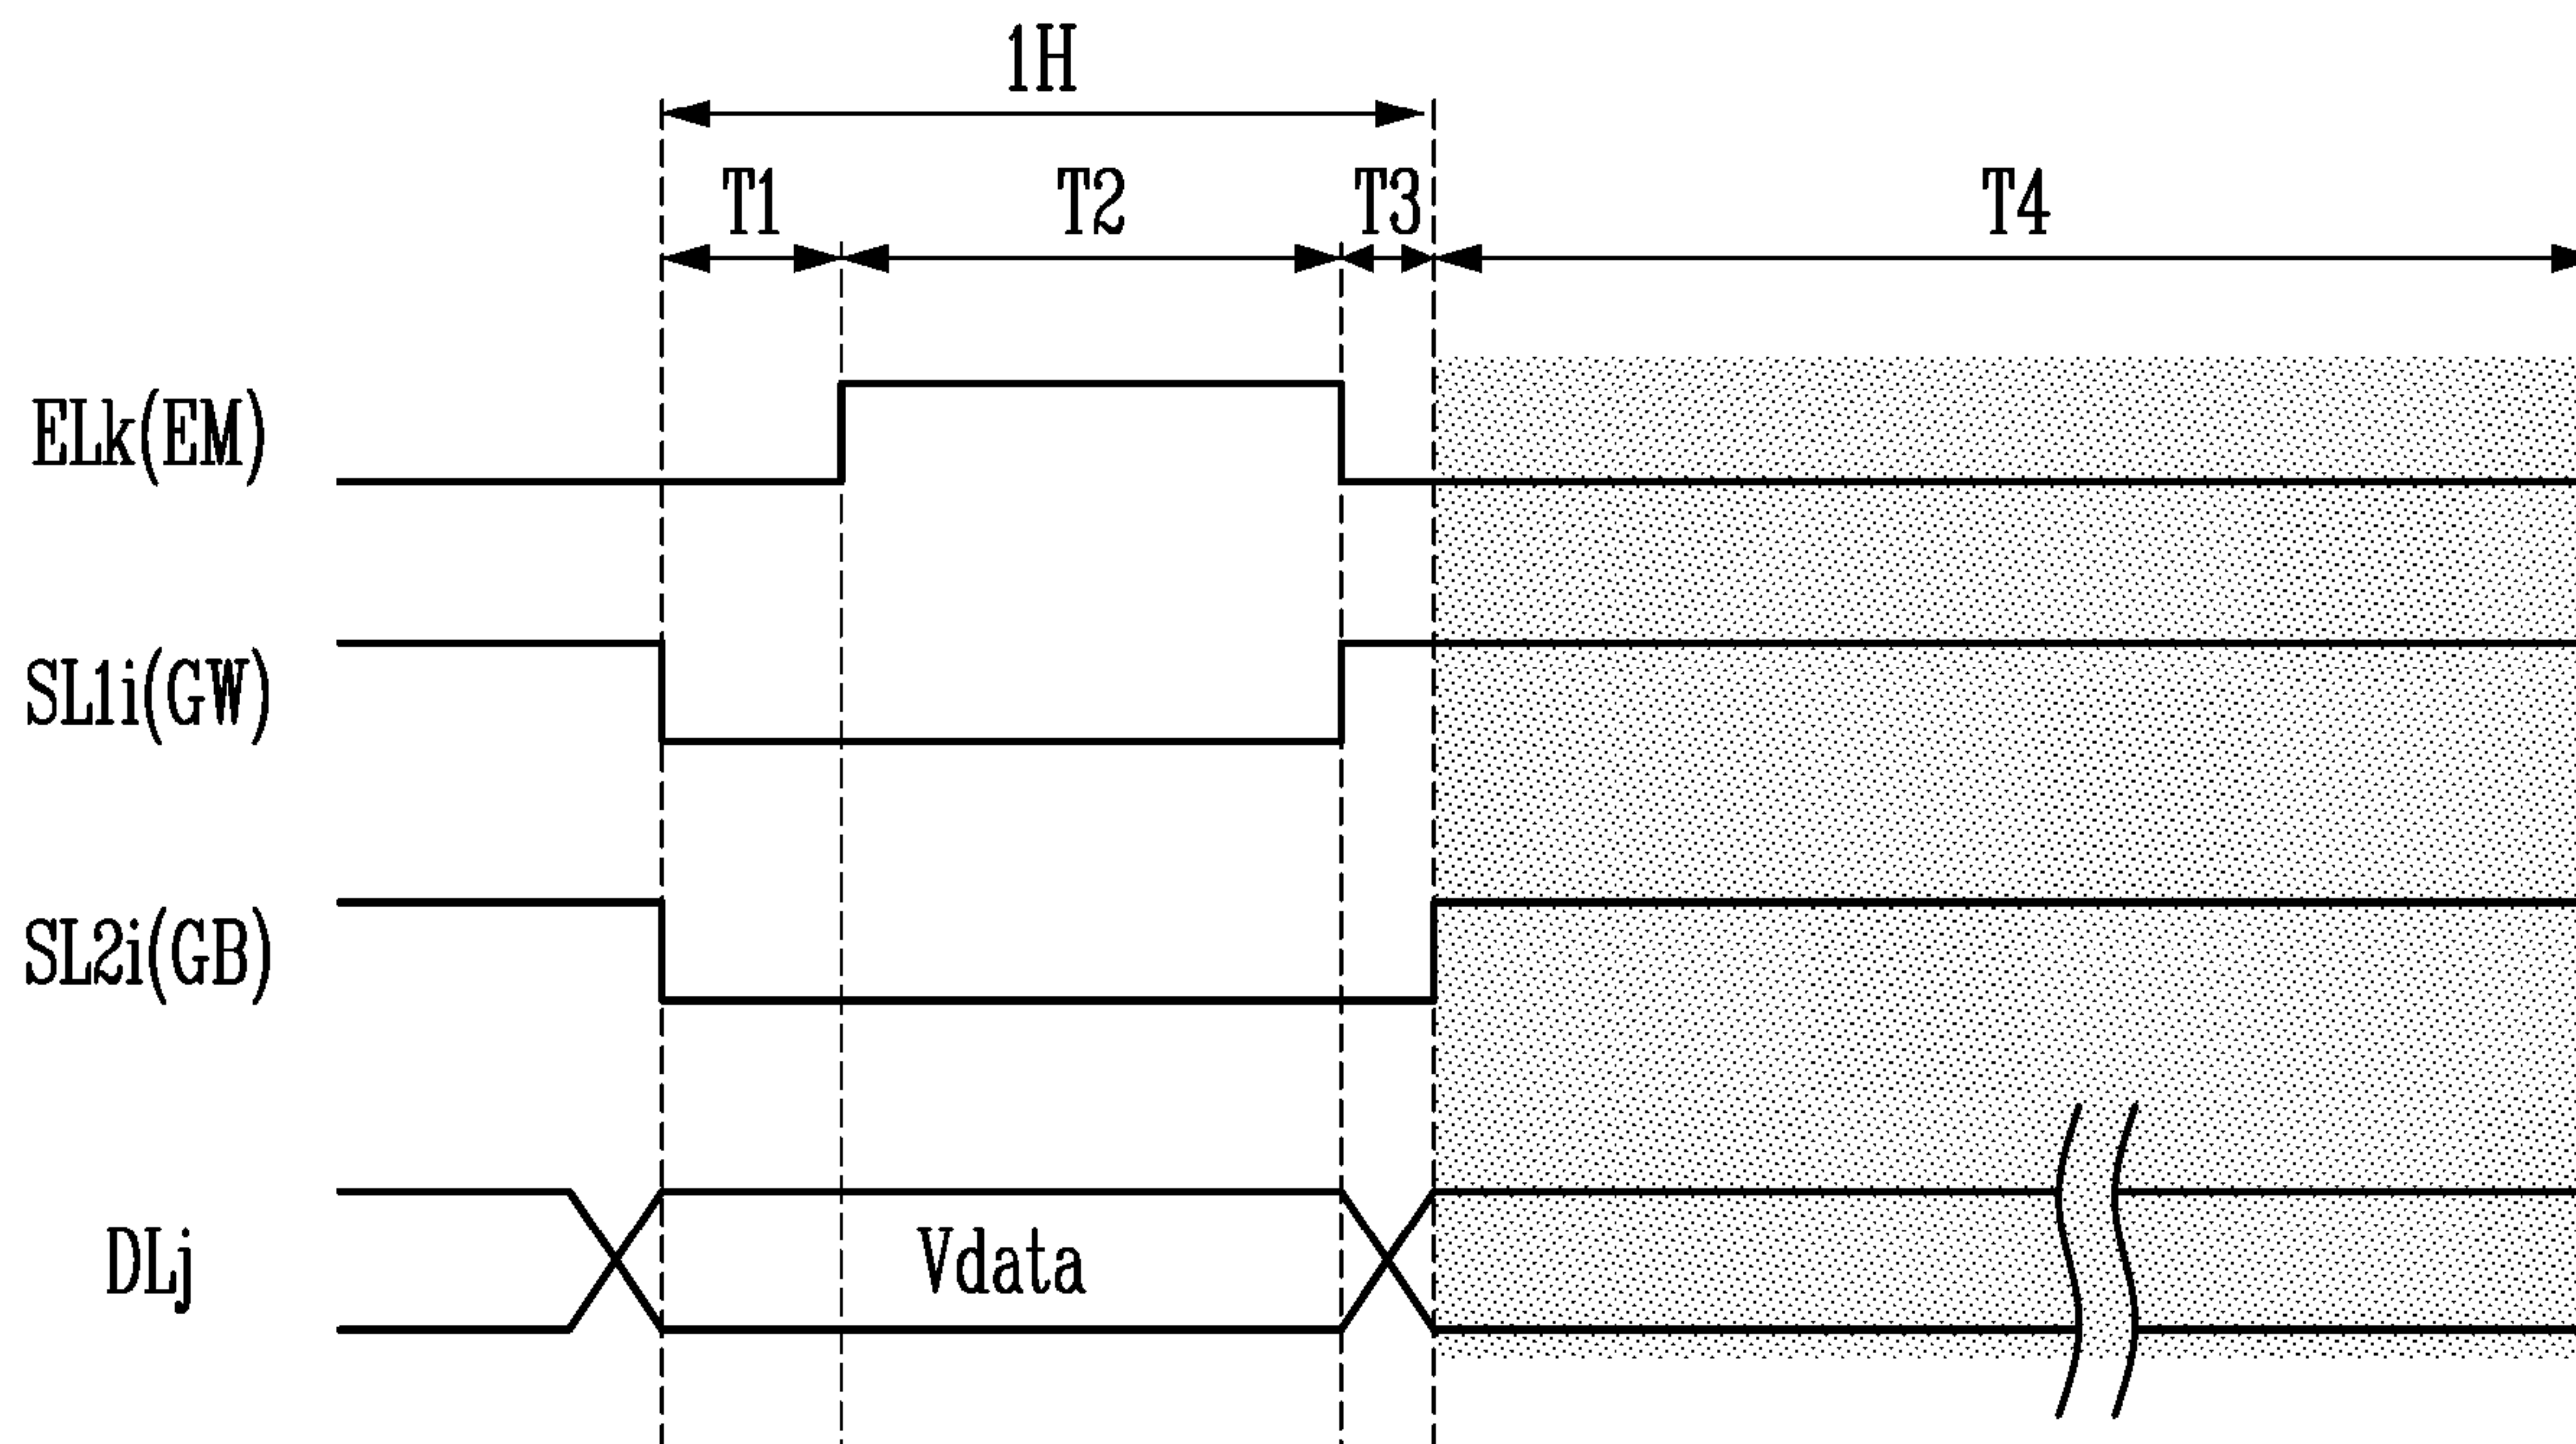 1H
T1 T2 T3 T4
ELk(EM)
SL1i(GW)
SL2i(GB)
DLj Vdata